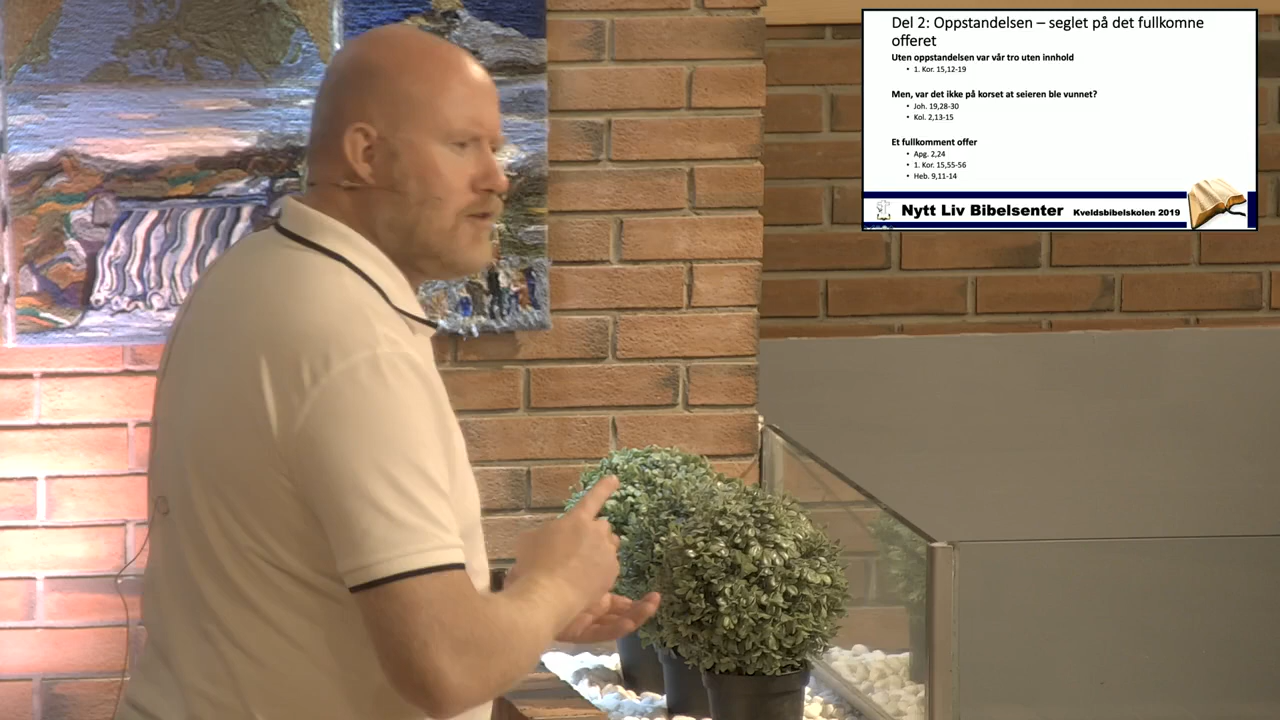 Del 2: Oppstandelsen – seglet på det fullkomne
offeret
Uten oppstandelsen var vår tro uten innhold
• 1. Kor. 15,12-19
Men, var det ikke på korset at seieren ble vunnet?
• Joh. 19,28-30
• Kol. 2,13-15
Et fullkomment offer
• Apg. 2,24
• 1. Kor. 15,55-56
• Heb. 9,11-14
Nytt Liv Bibelsenter Kveldsbibelskolen 2019